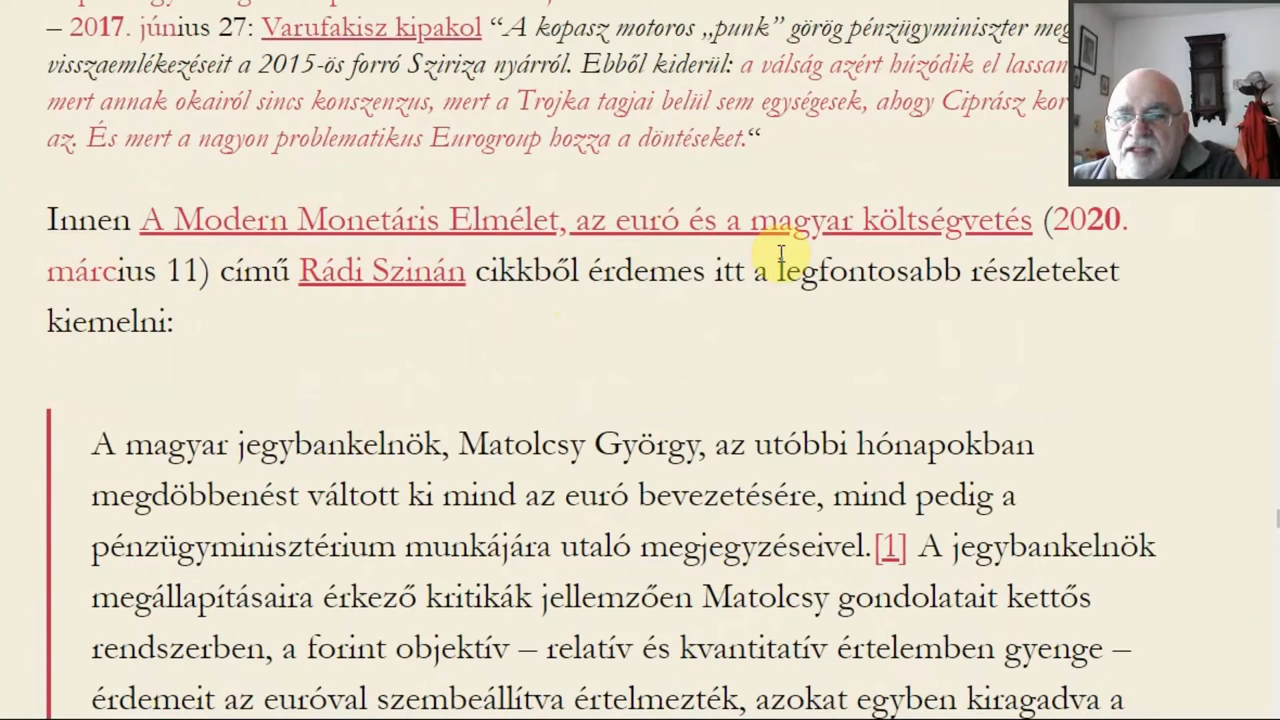 – 2017. június 27: Varufakisz kipakol “A kopasz motoros „punk” görög pénzügyminiszter meg
visszaemlékezéseit a 2015-ös forró Sziriza nyárról. Ebből kiderül: a válság azért húzódik el lassan
mert annak okairól sincs konszenzus, mert a Trojka tagjai belül sem egységesek, ahogy Ciprász kor
az. És mert a nagyon problematikus Eurogroup hozza a döntéseket.“
Innen A Modern Monetáris Elmélet, az euró és a magyar költségvetés (2020.
március 11) című Rádi Szinán cikkből érdemes itt a legfontosabb részleteket
kiemelni:
A magyar jegybankelnök, Matolcsy György, az utóbbi hónapokban
megdöbbenést váltott ki mind az euró bevezetésére, mind pedig a
pénzügyminisztérium munkájára utaló megjegyzéseivel.[1] A jegybankelnök
megállapításaira érkező kritikák jellemzően Matolcsy gondolatait kettős
rendszerben, a forint objektív – relatív és kvantitatív értelemben gyenge –
érdemeit az euróval szembeállítva értelmezték, azokat egyben kiragadva a